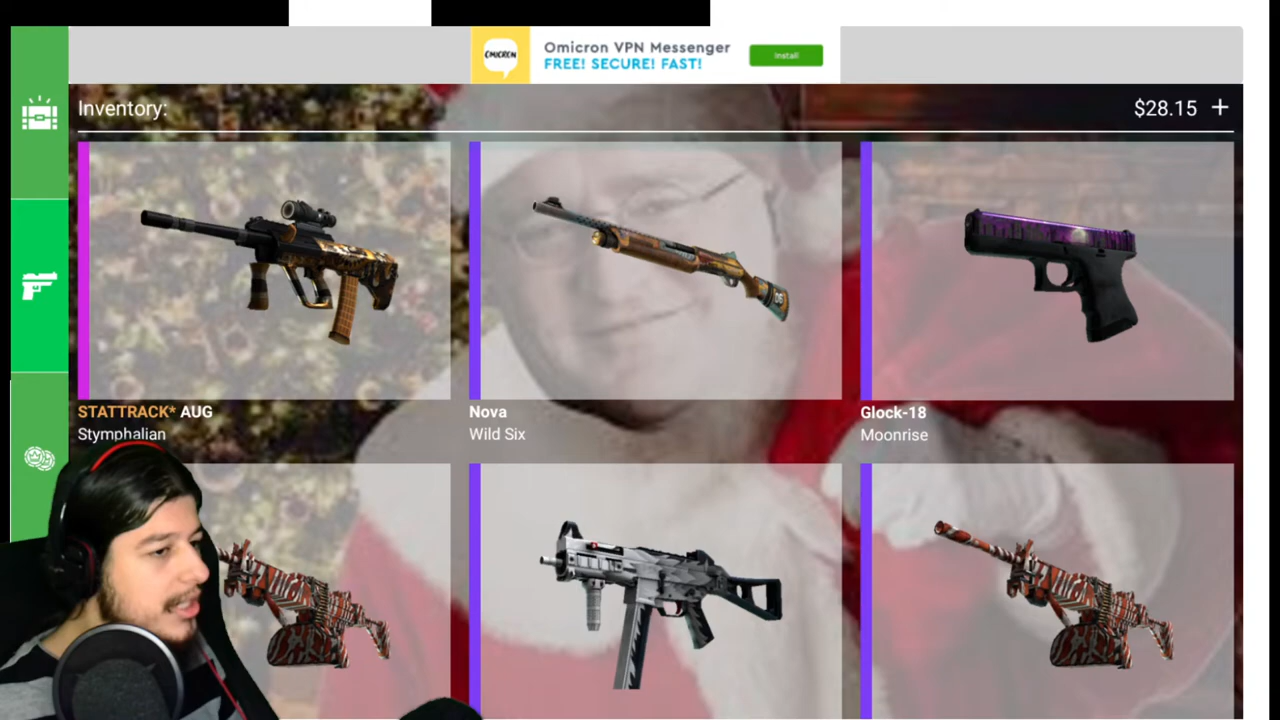 OMICRON
Omicron VPN Messenger
FREE! SECURE! FAST!
Install
Inventory:
$28.15 +
STATTRACK* AUG
Stymphalian
Nova
Wild Six
Glock-18
Moonrise